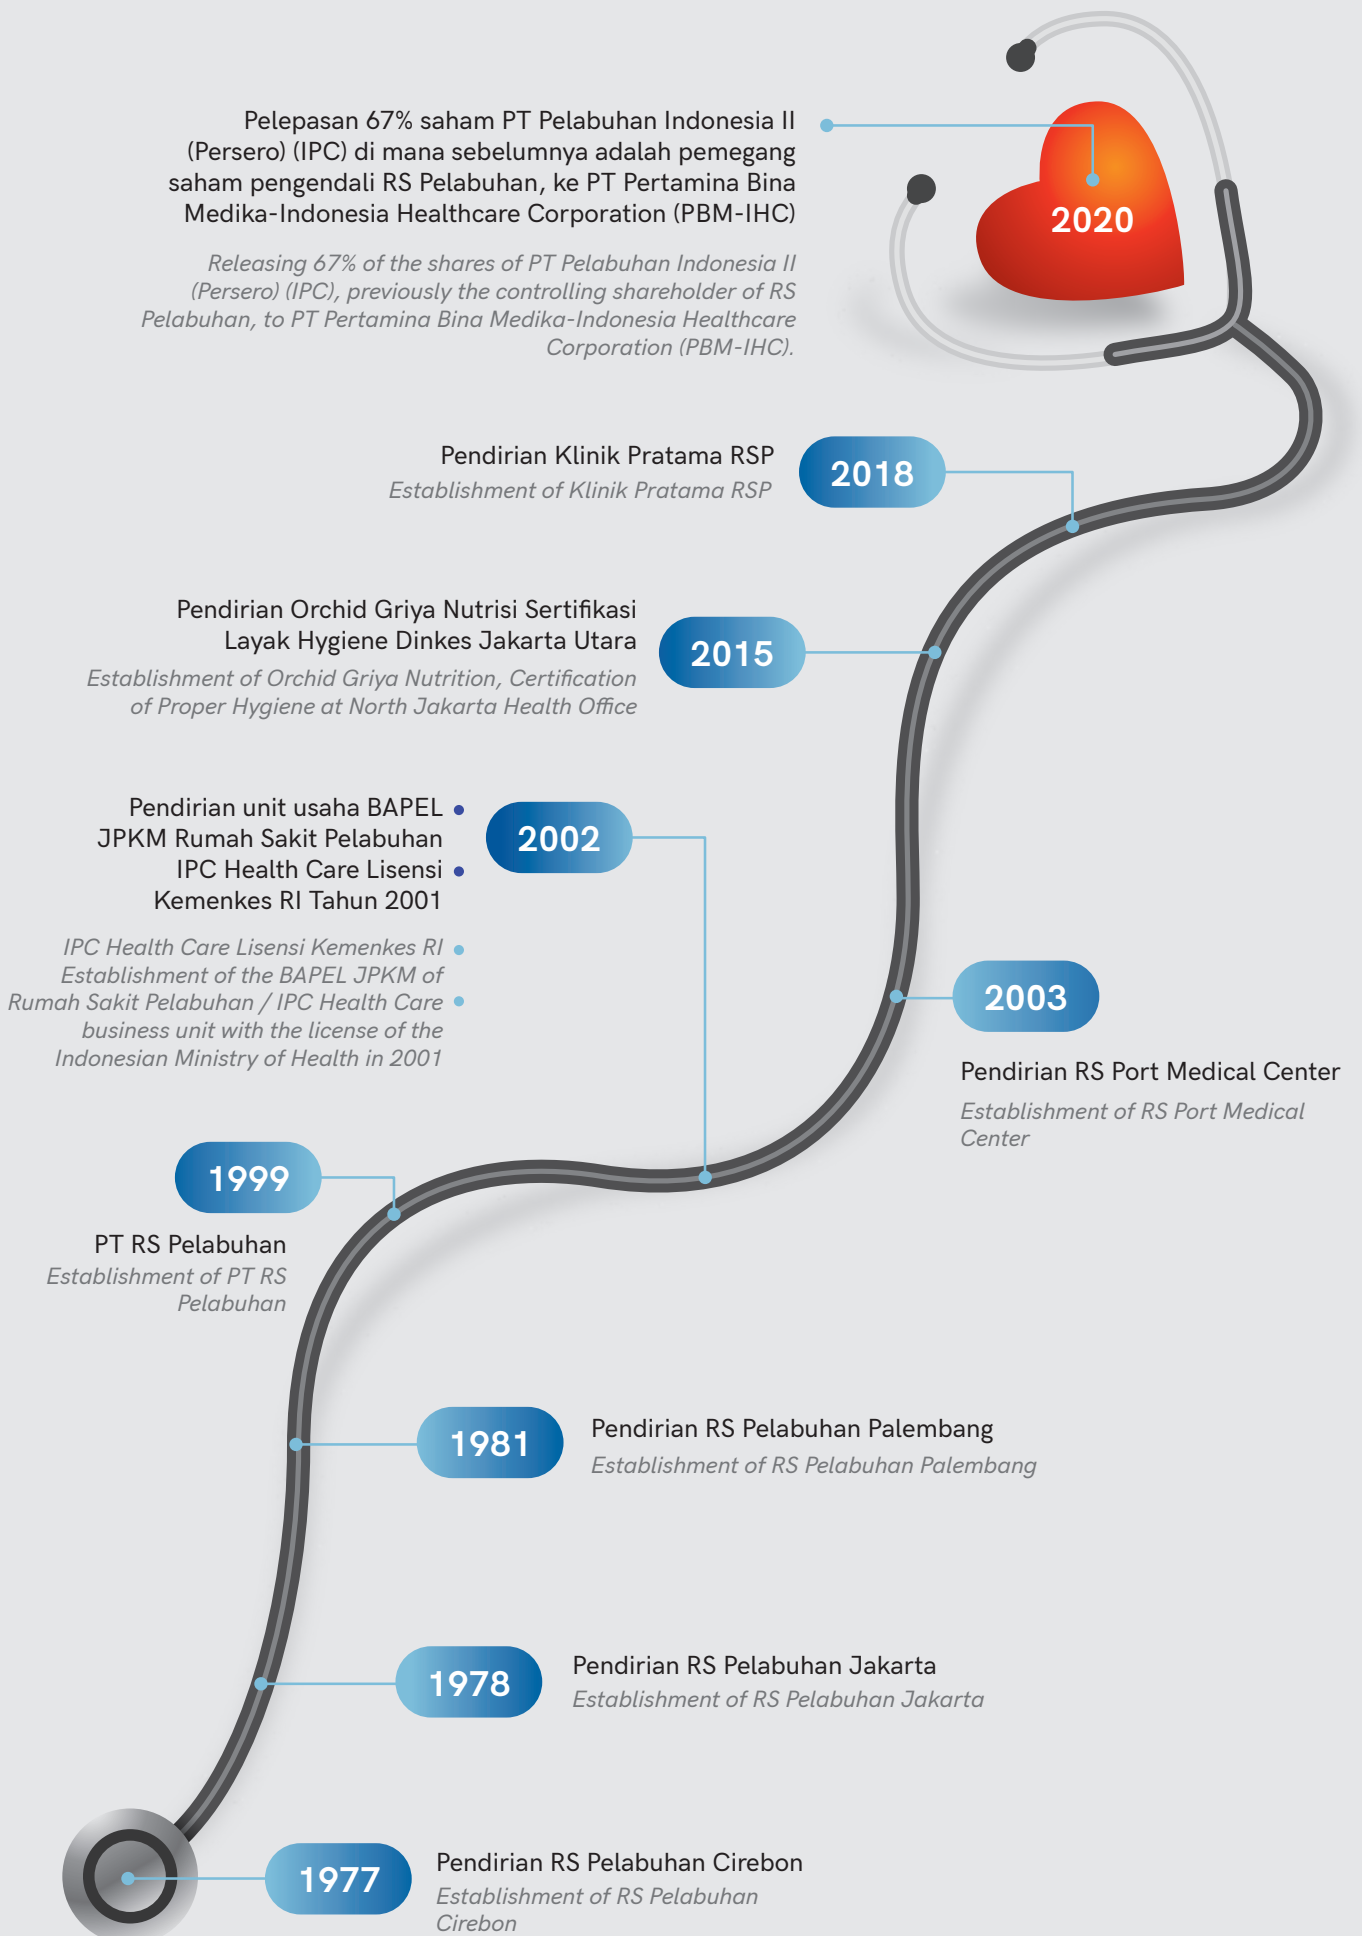 Pelepasan 67% saham PT Pelabuhan Indonesia II
(Persero) (IPC) di mana sebelumnya adalah pemegang
saham pengendali RS Pelabuhan, ke PT Pertamina Bina
Medika-Indonesia Healthcare Corporation (PBM-IHC)
2020
Releasing 67% of the shares of PT Pelabuhan Indonesia II
(Persero) (IPC), previously the controlling shareholder of RS
Pelabuhan, to PT Pertamina Bina Medika-Indonesia Healthcare
Corporation (PBM-IHC).
Pendirian Klinik Pratama RSP
Establishment of Klinik Pratama RSP
2018
Pendirian Orchid Griya Nutrisi Sertifikasi
Layak Hygiene Dinkes Jakarta Utara
Establishment of Orchid Griya Nutrition, Certification
of Proper Hygiene at North Jakarta Health Office
2015
Pendirian unit usaha BAPEL
JPKM Rumah Sakit Pelabuhan
IPC Health Care Lisensi
Kemenkes RI Tahun 2001
IPC Health Care Lisensi Kemenkes RI
Establishment of the BAPEL JPKM of
Rumah Sakit Pelabuhan / IPC Health Care
business unit with the license of the
Indonesian Ministry of Health in 2001
2002
2003
Pendirian RS Port Medical Center
Establishment of RS Port Medical
Center
1999
PT RS Pelabuhan
Establishment of PT RS
Pelabuhan
1981
Pendirian RS Pelabuhan Palembang
Establishment of RS Pelabuhan Palembang
1978
Pendirian RS Pelabuhan Jakarta
Establishment of RS Pelabuhan Jakarta
1977
Pendirian RS Pelabuhan Cirebon
Establishment of RS Pelabuhan
Cirebon